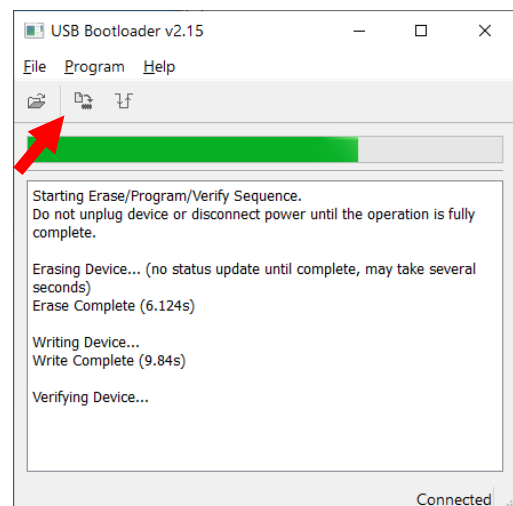 USB Bootloader v2.15
File Program Help
Starting Erase/Program/Verify Sequence.
Do not unplug device or disconnect power until the operation is fully
complete.
Erasing Device... (no status update until complete, may take several
seconds)
Erase Complete (6.124s)
Writing Device...
Write Complete (9.84s)
Verifying Device...
Connected